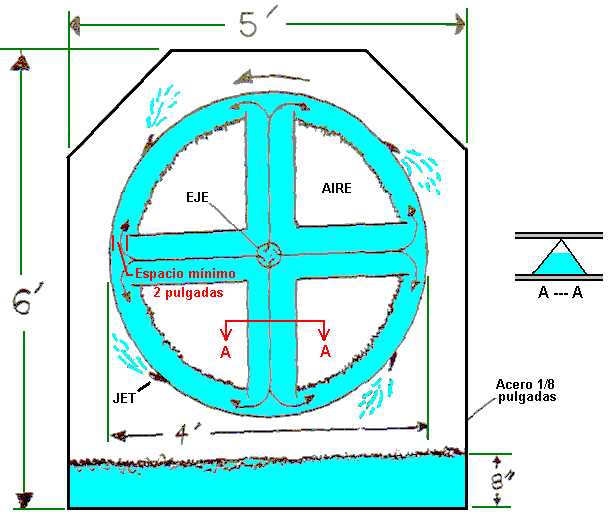 5'
EJE
AIRE
6'
Espacio mínimo
2 pulgadas
A
A
A --- A
JET
4'
Acero 1/8
pulgadas
8"